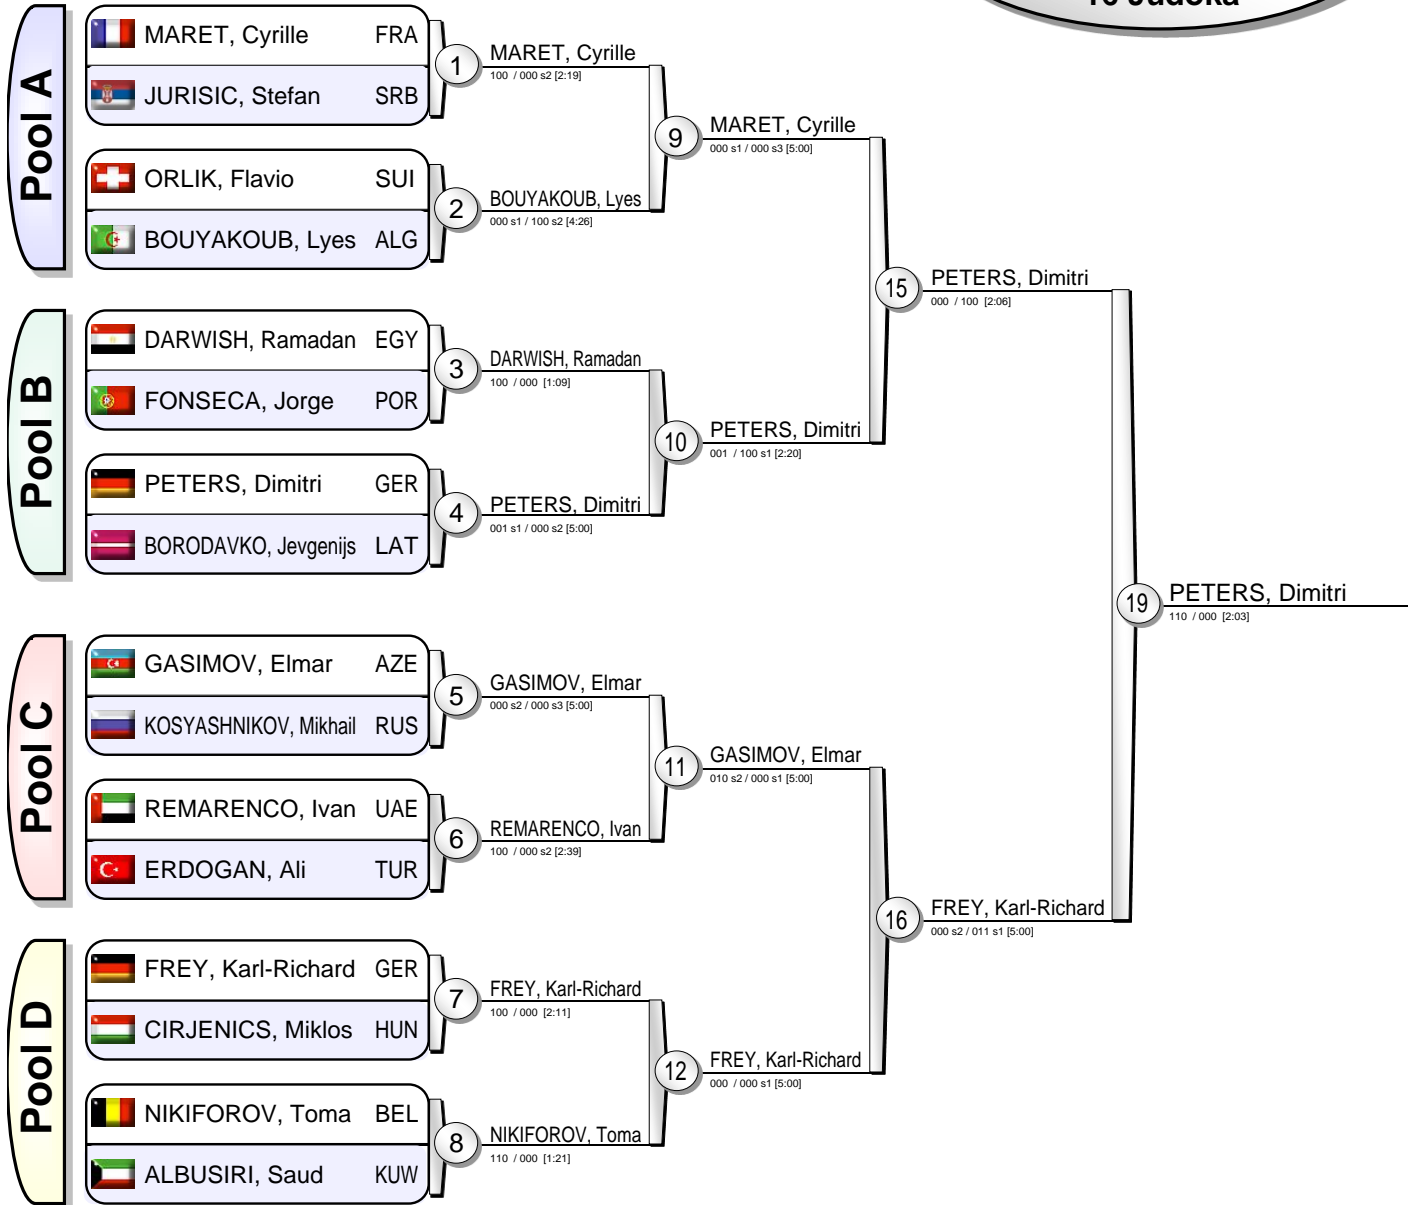 16 Judoka
Pool A
MARET, Cyrille FRA
JURISIC, Stefan SRB
ORLIK, Flavio SUI
BOUYAKOUB, Lyes ALG
1
MARET, Cyrille
100 / 000 s2 [2:19]
2
BOUYAKOUB, Lyes
000 s1 / 100 s2 [4:26]
9
MARET, Cyrille
000 s1 / 000 s3 [5:00]
Pool B
DARWISH, Ramadan EGY
FONSECA, Jorge POR
PETERS, Dimitri GER
BORODAVKO, Jevgenijs LAT
3
DARWISH, Ramadan
100 / 000 [1:09]
4
PETERS, Dimitri
001 s1 / 000 s2 [5:00]
10
PETERS, Dimitri
001 / 100 s1 [2:20]
15
PETERS, Dimitri
000 / 100 [2:06]
Pool C
GASIMOV, Elmar AZE
KOSYASHNIKOV, Mikhail RUS
REMARENCO, Ivan UAE
ERDOGAN, Ali TUR
5
GASIMOV, Elmar
000 s2 / 000 s3 [5:00]
6
REMARENCO, Ivan
100 / 000 s2 [2:39]
11
GASIMOV, Elmar
010 s2 / 000 s1 [5:00]
Pool D
FREY, Karl-Richard GER
CIRJENICS, Miklos HUN
NIKIFOROV, Toma BEL
ALBUSIRI, Saud KUW
7
FREY, Karl-Richard
100 / 000 [2:11]
8
NIKIFOROV, Toma
110 / 000 [1:21]
12
FREY, Karl-Richard
000 / 000 s1 [5:00]
16
FREY, Karl-Richard
000 s2 / 011 s1 [5:00]
19
PETERS, Dimitri
110 / 000 [2:03]